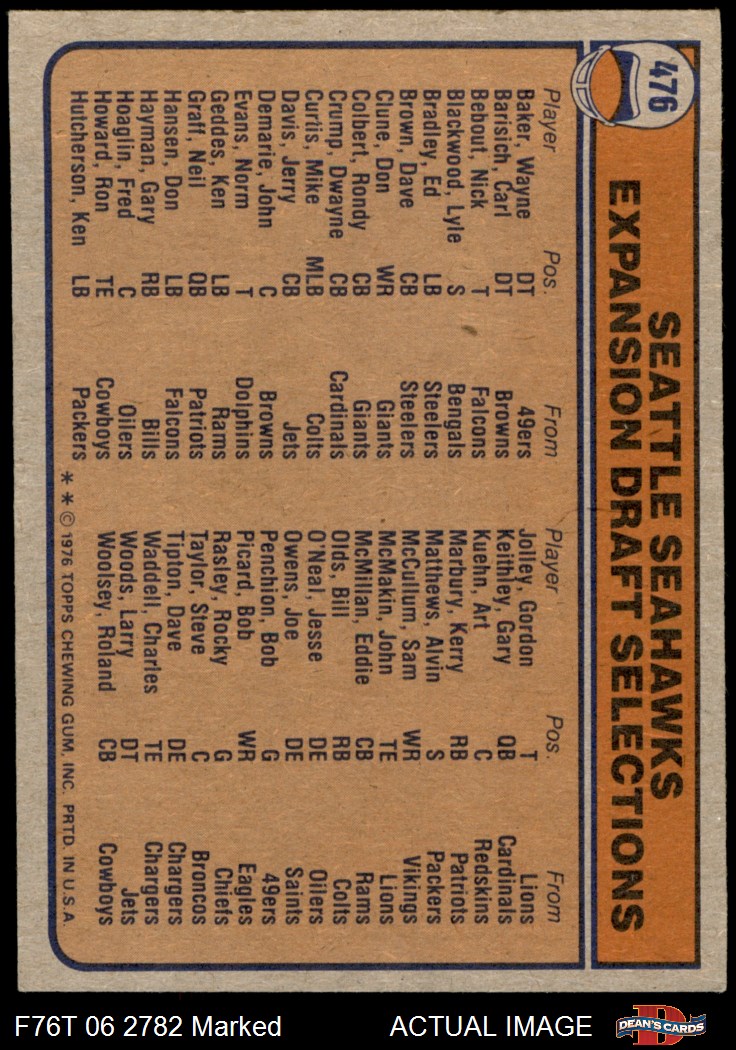 476
SEATTLE SEAHAWKS
EXPANSION DRAFT SELECTIONS
Player Pos. From Player Pos. From
Baker, Wayne DT 49ers Jolley, Gordon T Lions
Barisich, Carl DT Browns Keithley, Gary QB Cardinals
Bebout, Nick T Falcons Kuehn, Art C Redskins
Blackwood, Lyle S Bengals Marbury, Kerry RB Patriots
Bradley, Ed LB Steelers Matthews, Alvin S Packers
Brown, Dave CB Steelers McCullum, Sam WR Vikings
Clune, Don WR Giants McMakin, John TE Lions
Colbert, Rondy CB Giants McMillan, Eddie CB Rams
Crump, Dwayne CB Cardinals Olds, Bill RB Colts
Curtis, Mike MLB Colts O'Neal, Jesse DE Oilers
Davis, Jerry CB Jets Owens, Joe DE Saints
Demarie, John C Browns Penchion, Bob G 49ers
Evans, Norm T Dolphins Picard, Bob WR Eagles
Geddes, Ken LB Rams Rasley, Rocky G Chiefs
Graff, Neil QB Patriots Taylor, Steve C Broncos
Hansen, Don LB Falcons Tipton, Dave DE Chargers
Hayman, Gary RB Bills Waddell, Charles TE Chargers
Hoaglin, Fred C Oilers Woods, Larry DT Jets
Howard, Ron TE Cowboys Woolsey, Roland CB Cowboys
Hutcherson, Ken LB Packers
* * © 1976 TOPPS CHEWING GUM, INC. PRTD. IN U.S.A.
F76T 06 2782 Marked ACTUAL IMAGE
D
DEAN'S CARDS